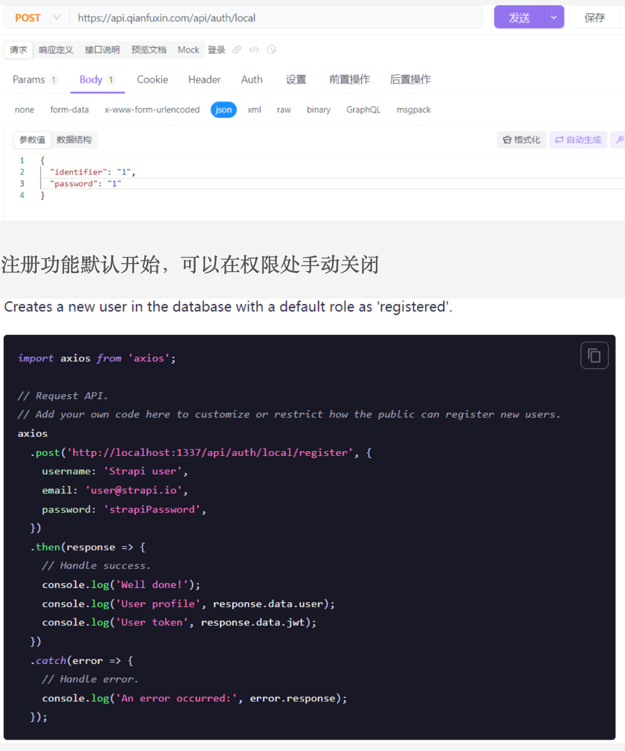 POST https://api.qianfuxin.com/api/auth/local 发送 保存
请求 响应定义 接口说明 预览文档 Mock 登录
Params 1 Body 1 Cookie Header Auth 设置 前置操作 后置操作
none form-data x-www-form-urlencoded json xml raw binary GraphQL msgpack
参数值 数据结构 格式化 自动生成
1 {
2 "identifier": "1",
3 "password": "1"
4 }
注册功能默认开始，可以在权限处手动关闭
Creates a new user in the database with a default role as 'registered'.
import axios from 'axios';
// Request API.
// Add your own code here to customize or restrict how the public can register new users.
axios
.post('http://localhost:1337/api/auth/local/register', {
username: 'Strapi user',
email: 'user@strapi.io',
password: 'strapiPassword',
})
.then(response => {
// Handle success.
console.log('Well done!');
console.log('User profile', response.data.user);
console.log('User token', response.data.jwt);
})
.catch(error => {
// Handle error.
console.log('An error occurred:', error.response);
});